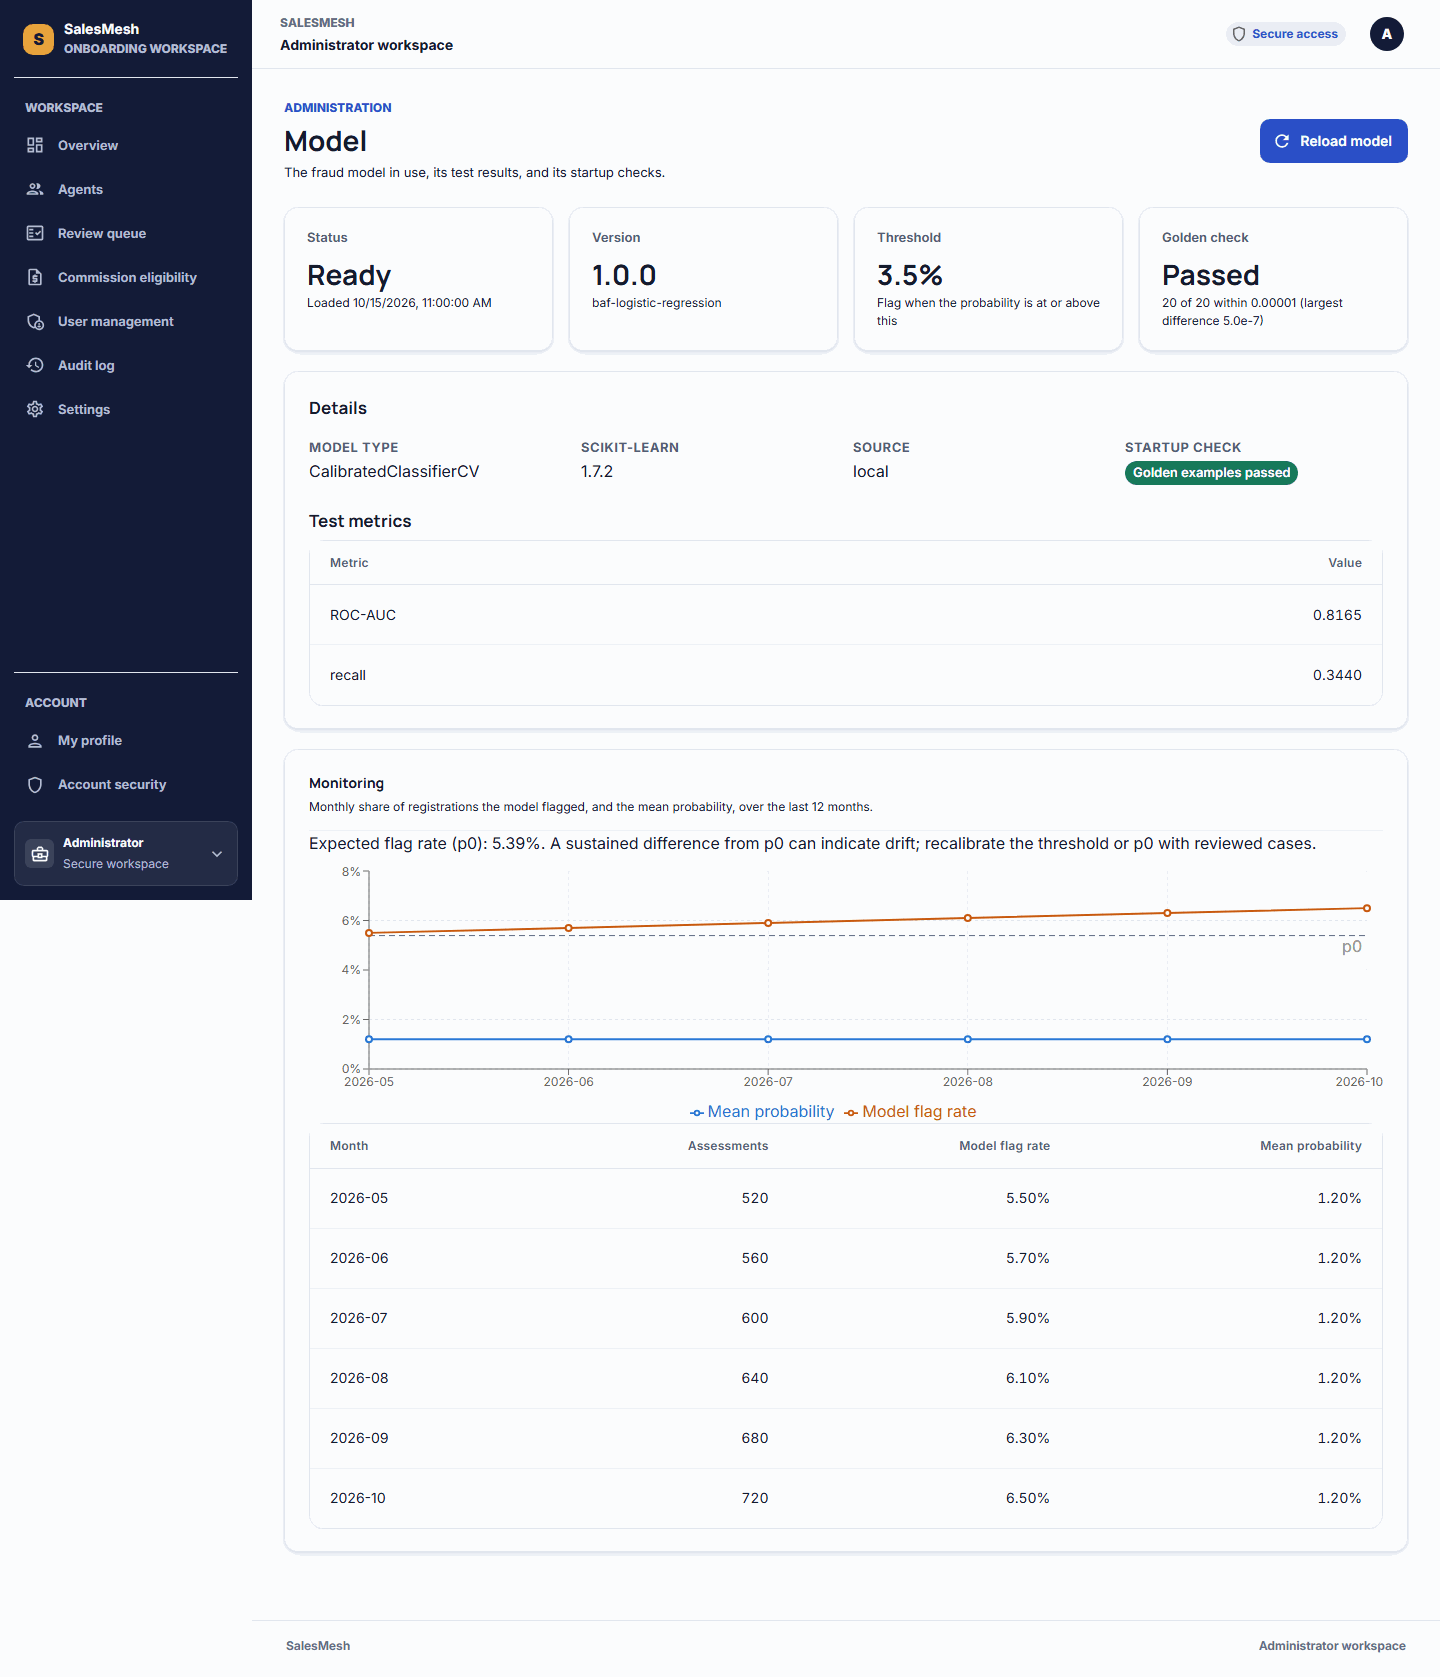 SalesMesh
ONBOARDING WORKSPACE
WORKSPACE
Overview
Agents
Review queue
Commission eligibility
User management
Audit log
Settings
ACCOUNT
My profile
Account security
Administrator
Secure workspace
SALESMESH
Administrator workspace
Secure access
A
ADMINISTRATION
Model
The fraud model in use, its test results, and its startup checks.
Reload model
Status
Ready
Loaded 10/15/2026, 11:00:00 AM
Version
1.0.0
baf-logistic-regression
Threshold
3.5%
Flag when the probability is at or above
this
Golden check
Passed
20 of 20 within 0.00001 (largest
difference 5.0e-7)
Details
MODEL TYPE
CalibratedClassifierCV
SCIKIT-LEARN
1.7.2
SOURCE
local
STARTUP CHECK
Golden examples passed
Test metrics
Metric Value
ROC-AUC 0.8165
recall 0.3440
Monitoring
Monthly share of registrations the model flagged, and the mean probability, over the last 12 months.
Expected flag rate (p0): 5.39%. A sustained difference from p0 can indicate drift; recalibrate the threshold or p0 with reviewed cases.
8%
6%
p0
4%
2%
0%
2026-05 2026-06 2026-07 2026-08 2026-09 2026-10
Mean probability Model flag rate
Month Assessments Model flag rate Mean probability
2026-05 520 5.50% 1.20%
2026-06 560 5.70% 1.20%
2026-07 600 5.90% 1.20%
2026-08 640 6.10% 1.20%
2026-09 680 6.30% 1.20%
2026-10 720 6.50% 1.20%
SalesMesh Administrator workspace
S